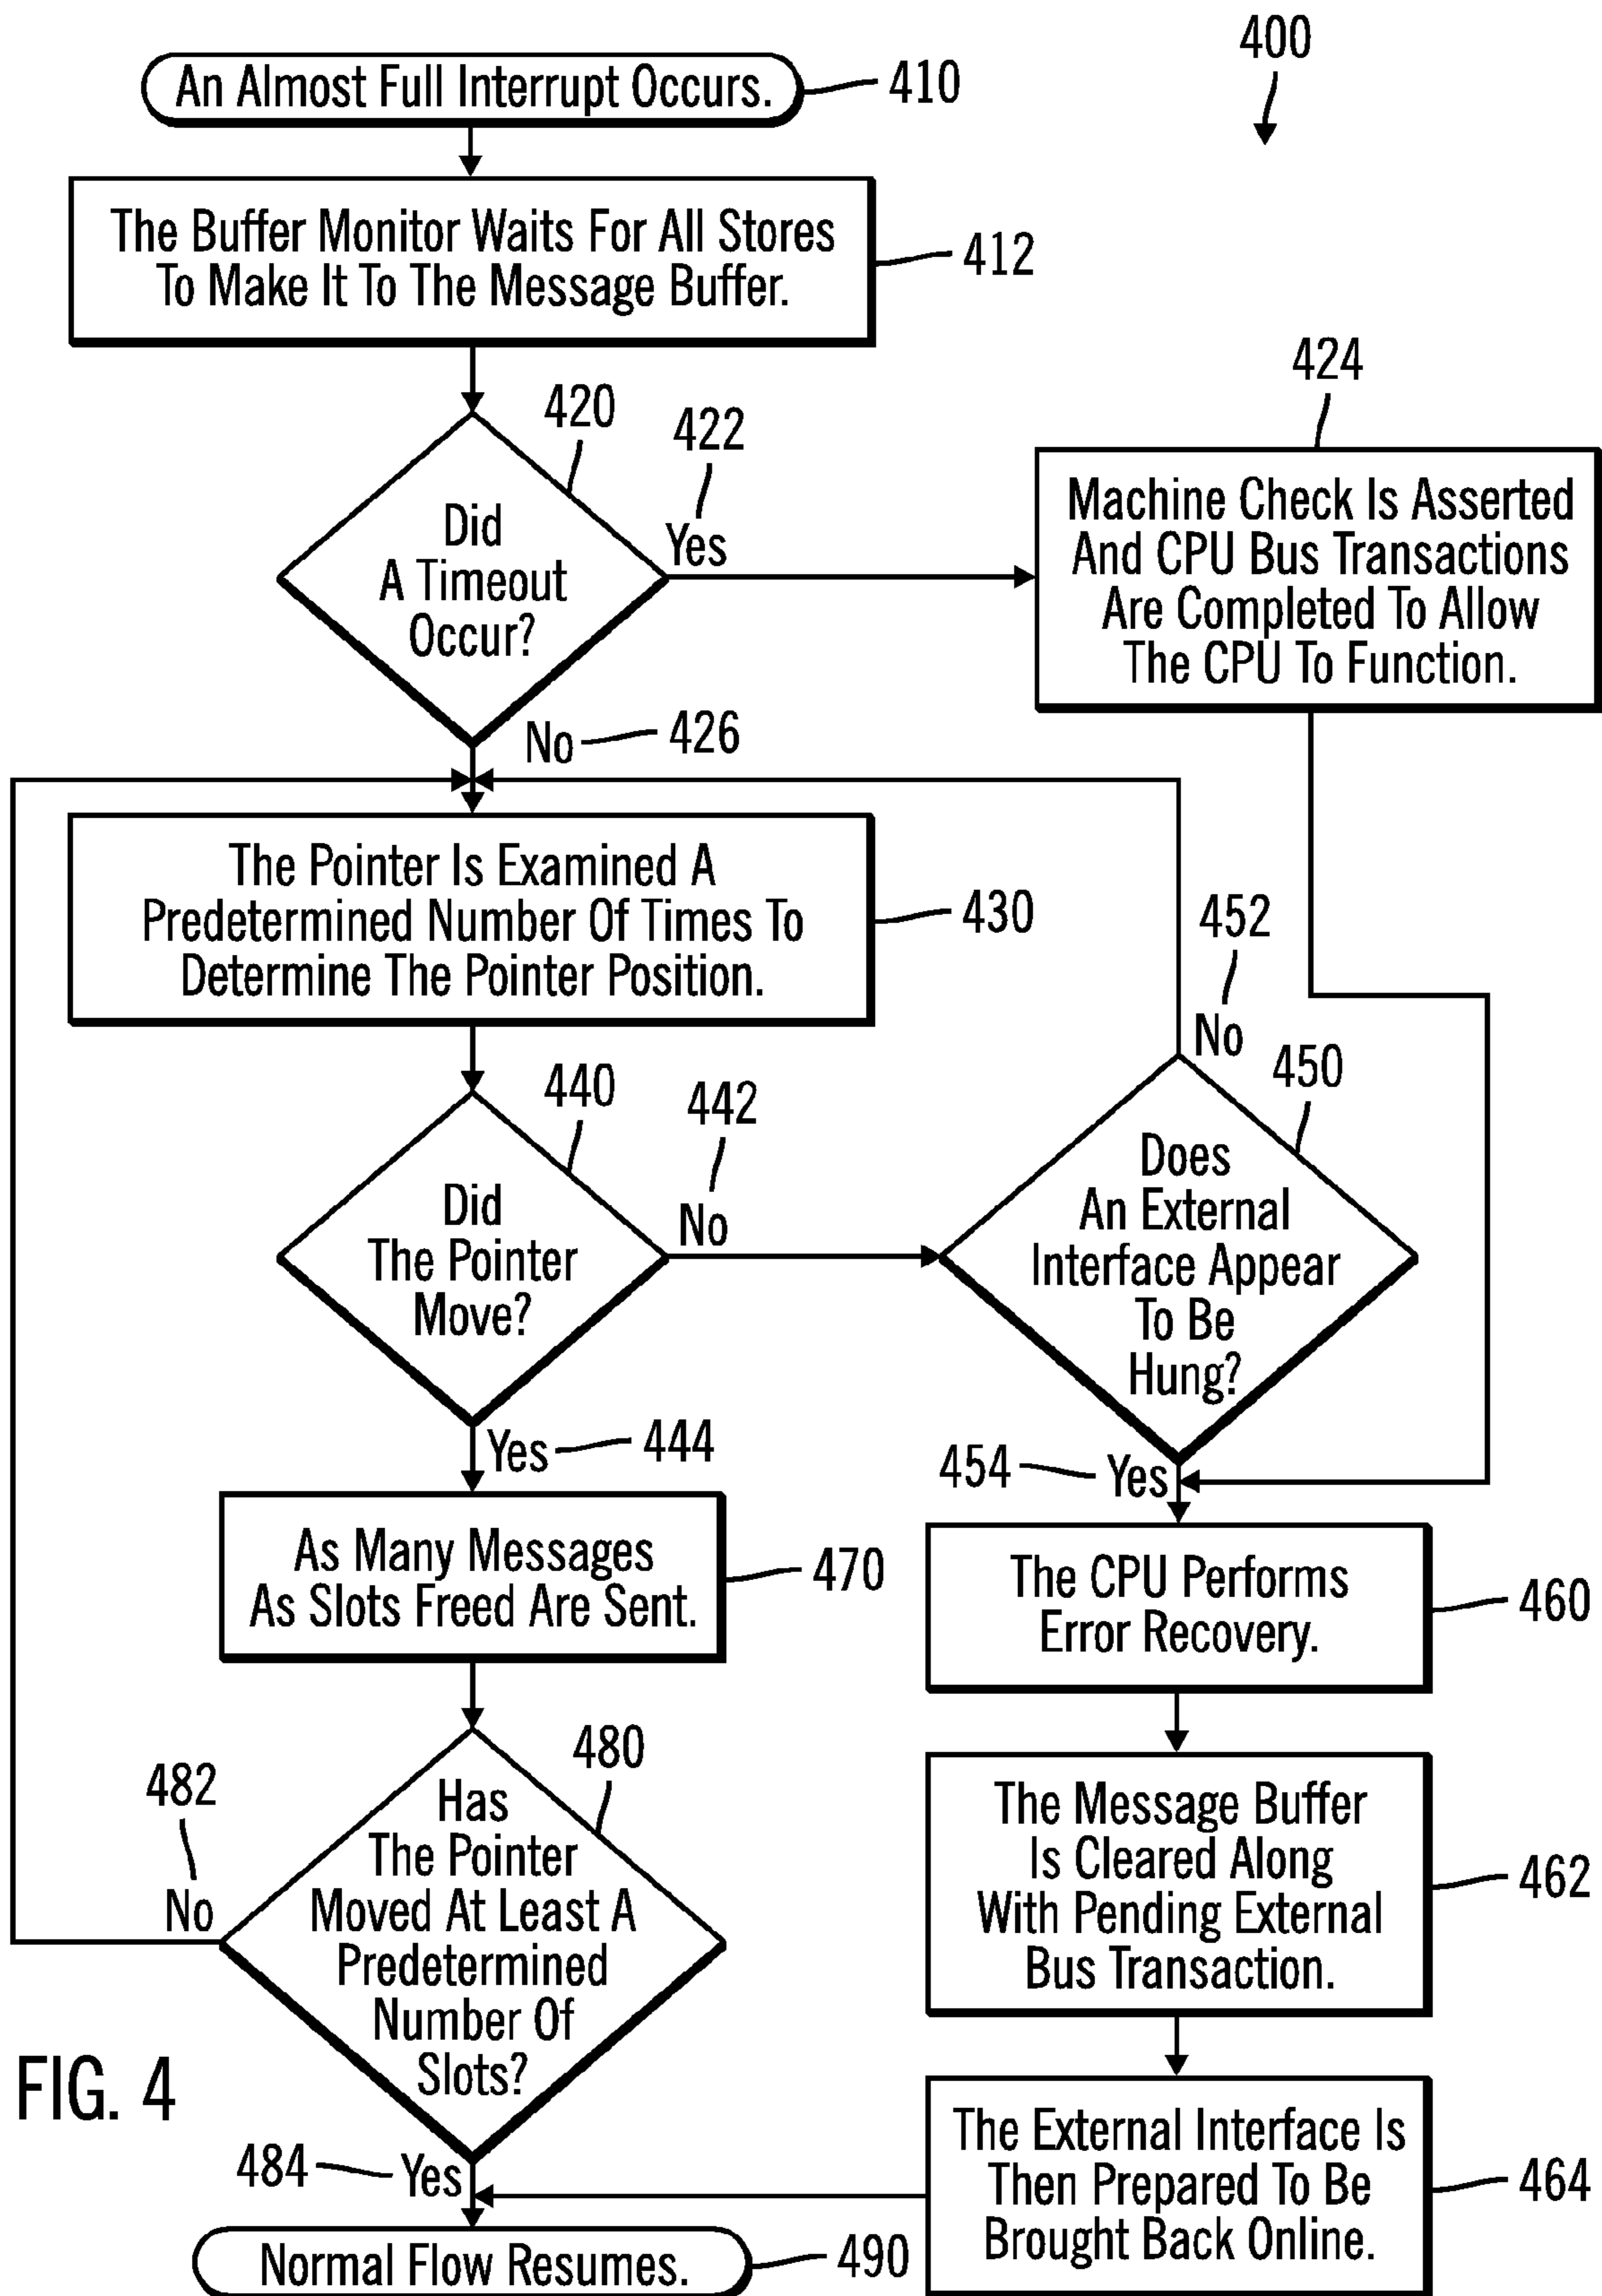 400
An Almost Full Interrupt Occurs.
410
The Buffer Monitor Waits For All Stores
To Make It To The Message Buffer.
412
420
Did
A Timeout
Occur?
422
Yes
424
Machine Check Is Asserted
And CPU Bus Transactions
Are Completed To Allow
The CPU To Function.
No
426
The Pointer Is Examined A
Predetermined Number Of Times To
Determine The Pointer Position.
430
440
Did
The Pointer
Move?
442
No
452
No
450
Does
An External
Interface Appear
To Be
Hung?
Yes
444
454
Yes
As Many Messages
As Slots Freed Are Sent.
470
The CPU Performs
Error Recovery.
460
480
Has
The Pointer
Moved At Least A
Predetermined
Number Of
Slots?
482
No
The Message Buffer
Is Cleared Along
With Pending External
Bus Transaction.
462
FIG. 4
484
Yes
The External Interface Is
Then Prepared To Be
Brought Back Online.
464
Normal Flow Resumes.
490